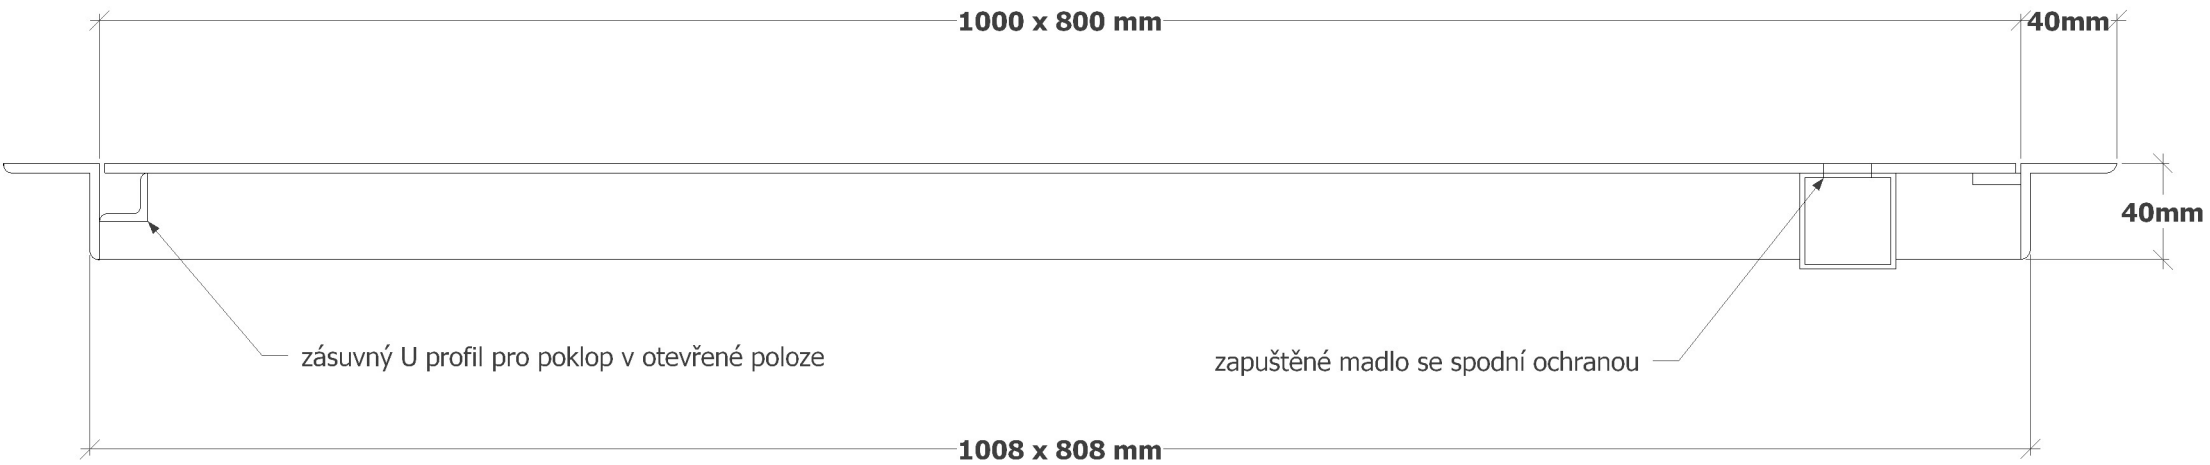 1000 x 800 mm
40mm
40mm
zásuvný U profil pro poklop v otevřené poloze
zapuštěné madlo se spodní ochranou
1008 x 808 mm